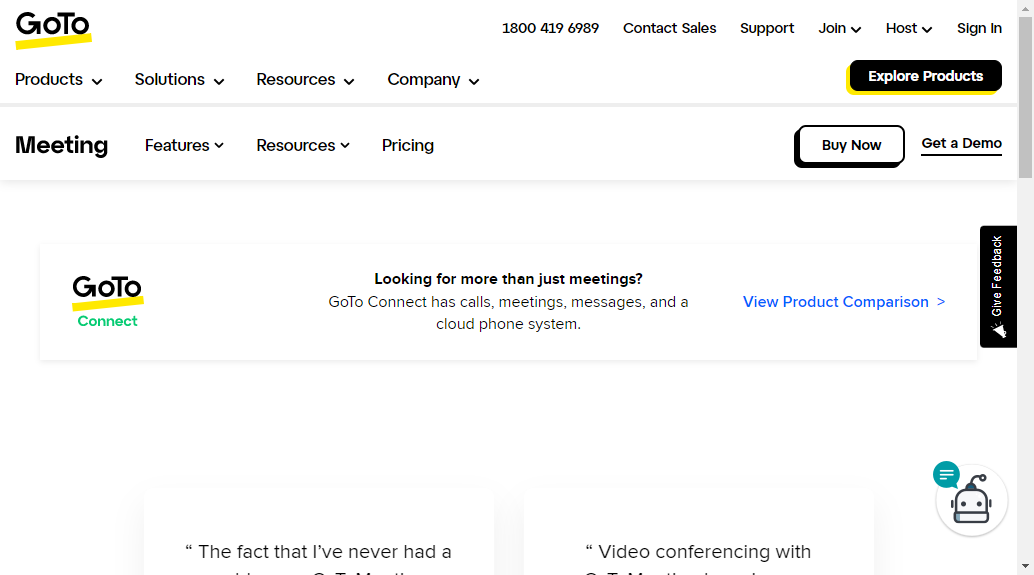 GoTo
1800 419 6989 Contact Sales Support Join Host Sign In
Products Solutions Resources Company Explore Products
Meeting Features Resources Pricing Buy Now Get a Demo
Give Feedback
Looking for more than just meetings?
GoTo
Connect
GoTo Connect has calls, meetings, messages, and a
cloud phone system.
View Product Comparison >
“ The fact that I’ve never had a
“ Video conferencing with